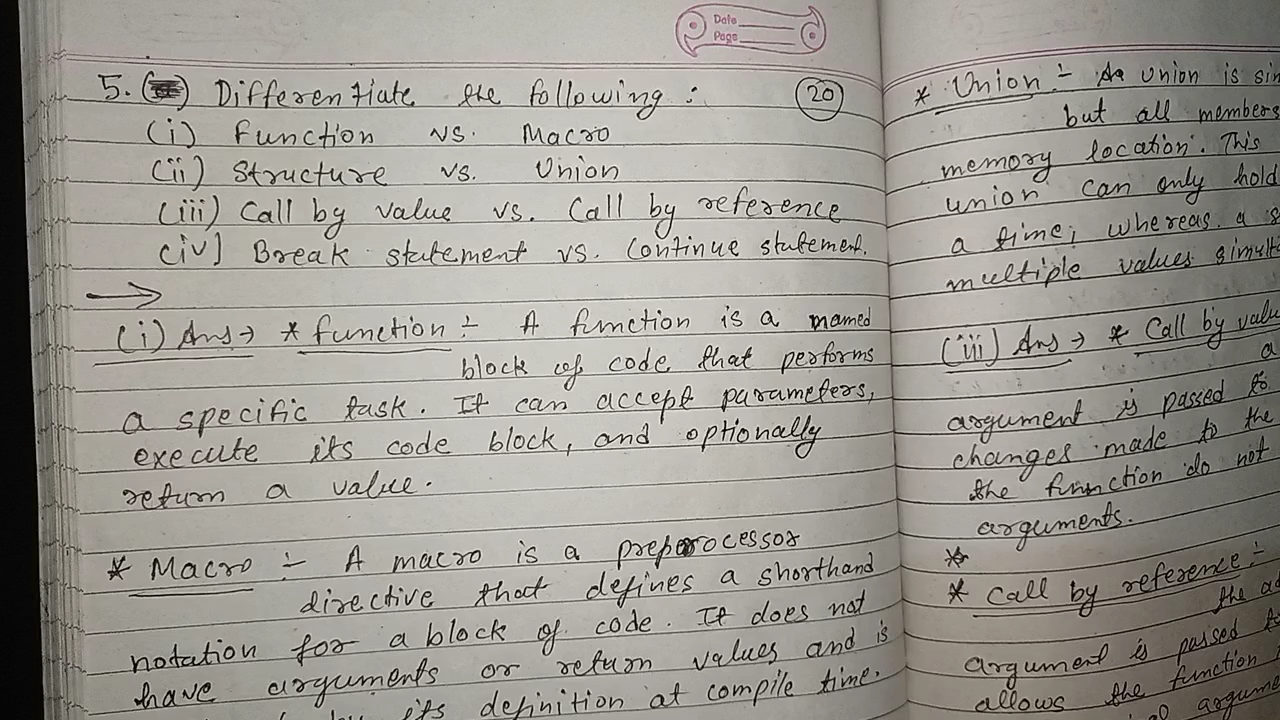 Date
Page
5. Differentiate the following : 20
(i) Function vs. Macro
(ii) Structure vs. Union
(iii) Call by value vs. Call by reference
(iv) Break statement vs. Continue statement.
(i) Ans → * function :- A function is a named
block of code that performs
a specific task. It can accept parameters,
execute its code block, and optionally
return a value.
* Macro :- A macro is a preprocessor
directive that defines a shorthand
notation for a block of code. It does not
have arguments or return values and is
its definition at compile time.
* Union :- Union is
but all members
memory location. This
union can only hold
a time, whereas a
multiple values
(iii) Ans → * Call by
a
argument is passed to
changes made to the
the function do not
arguments.
*
* Call by reference :-
the
argument is passed
allows the function